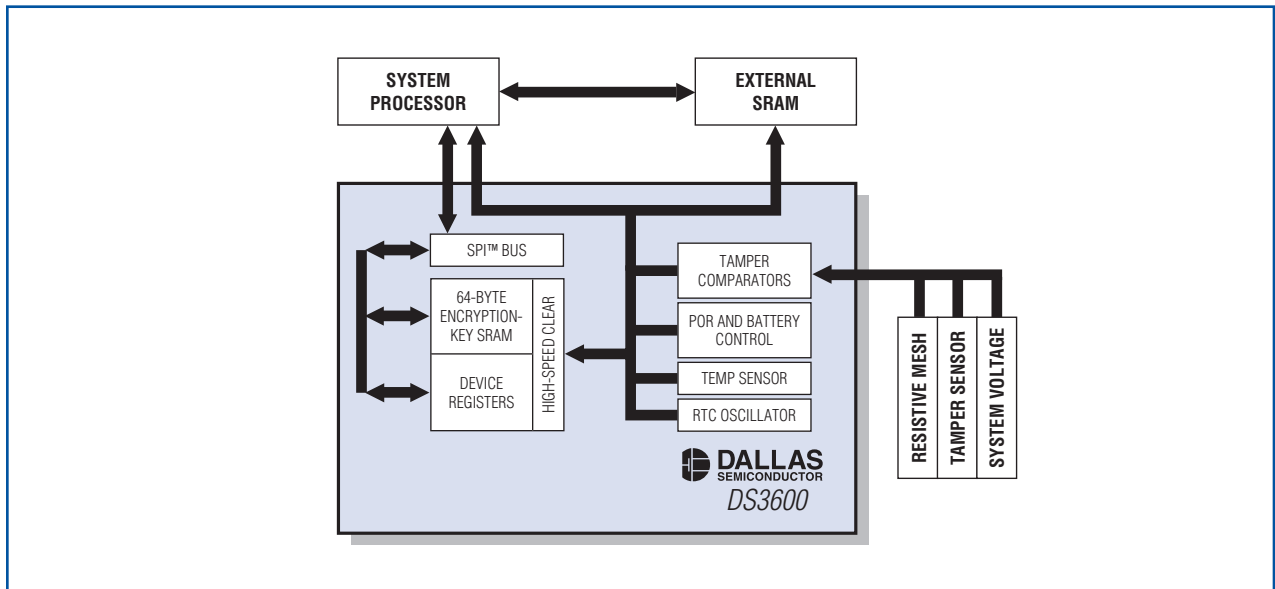 SYSTEM
PROCESSOR
EXTERNAL
SRAM
SPI™ BUS
64-BYTE
ENCRYPTION-
KEY SRAM
DEVICE
REGISTERS
HIGH-SPEED CLEAR
TAMPER
COMPARATORS
POR AND BATTERY
CONTROL
TEMP SENSOR
RTC OSCILLATOR
RESISTIVE MESH
TAMPER SENSOR
SYSTEM VOLTAGE
DALLAS
SEMICONDUCTOR
DS3600